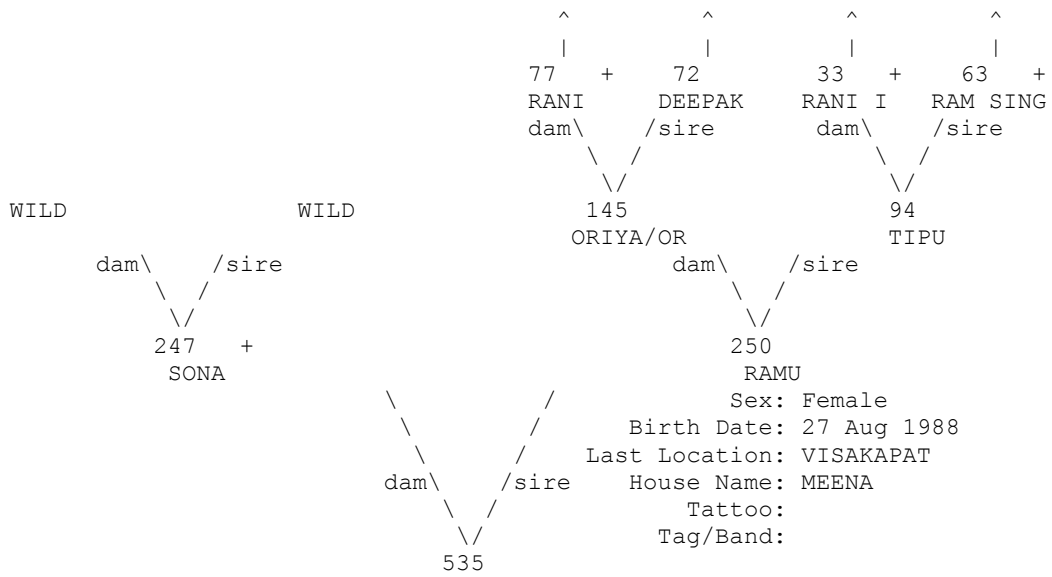 ^ ^ ^ ^
| | | |
77 + 72 33 + 63 +
RANI DEEPAK RANI I RAM SING
dam\ /sire dam\ /sire
\ / \ /
\/ \/
WILD WILD 145 94
ORIYA/OR TIPU
dam\ /sire dam\ /sire
\ / \ /
\/ \/
247 + 250
SONA RAMU
\ / Sex: Female
\ / Birth Date: 27 Aug 1988
\ / Last Location: VISAKAPAT
dam\ /sire House Name: MEENA
\ / Tattoo:
\/ Tag/Band:
535